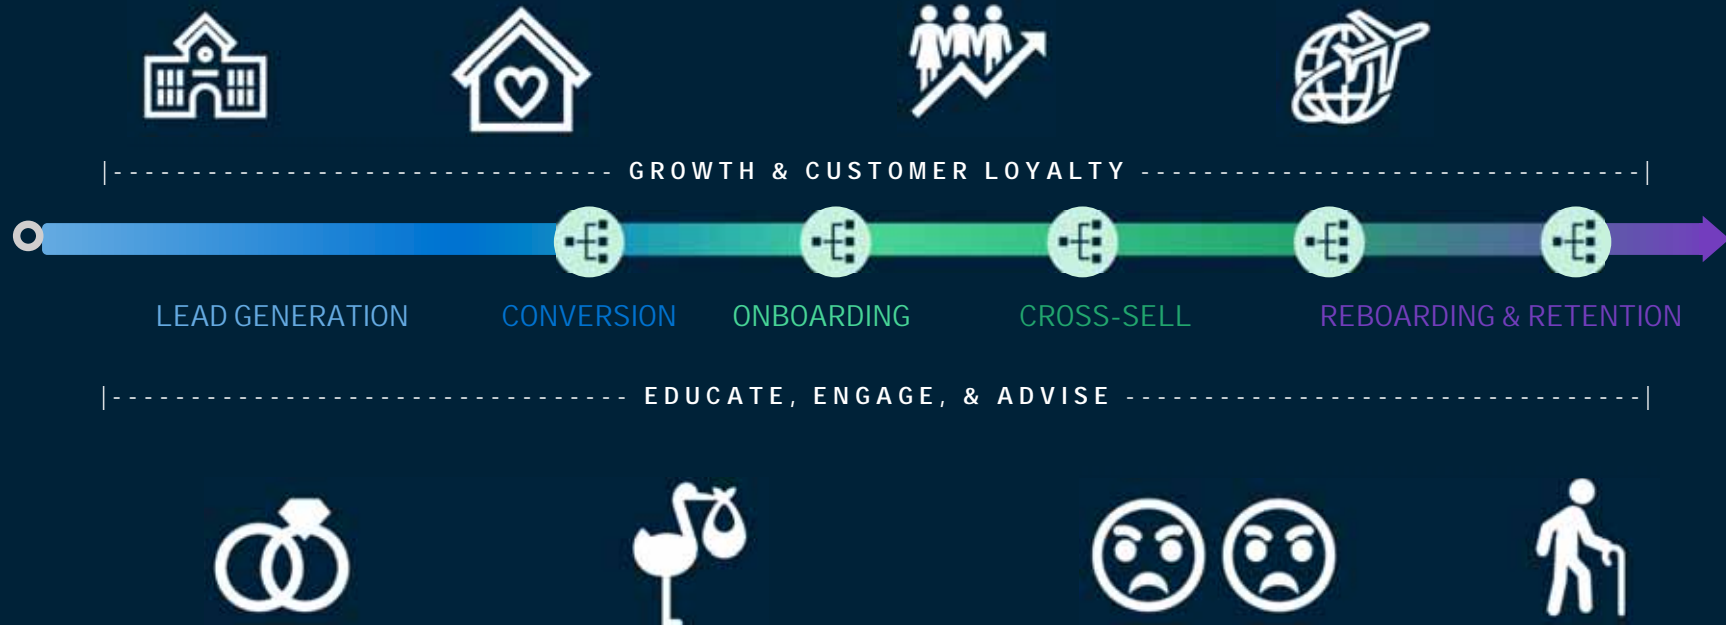 GROWTH & CUSTOMER LOYALTY
LEAD GENERATION
CONVERSION
ONBOARDING
CROSS-SELL
REBOARDING & RETENTION
EDUCATE, ENGAGE, & ADVISE